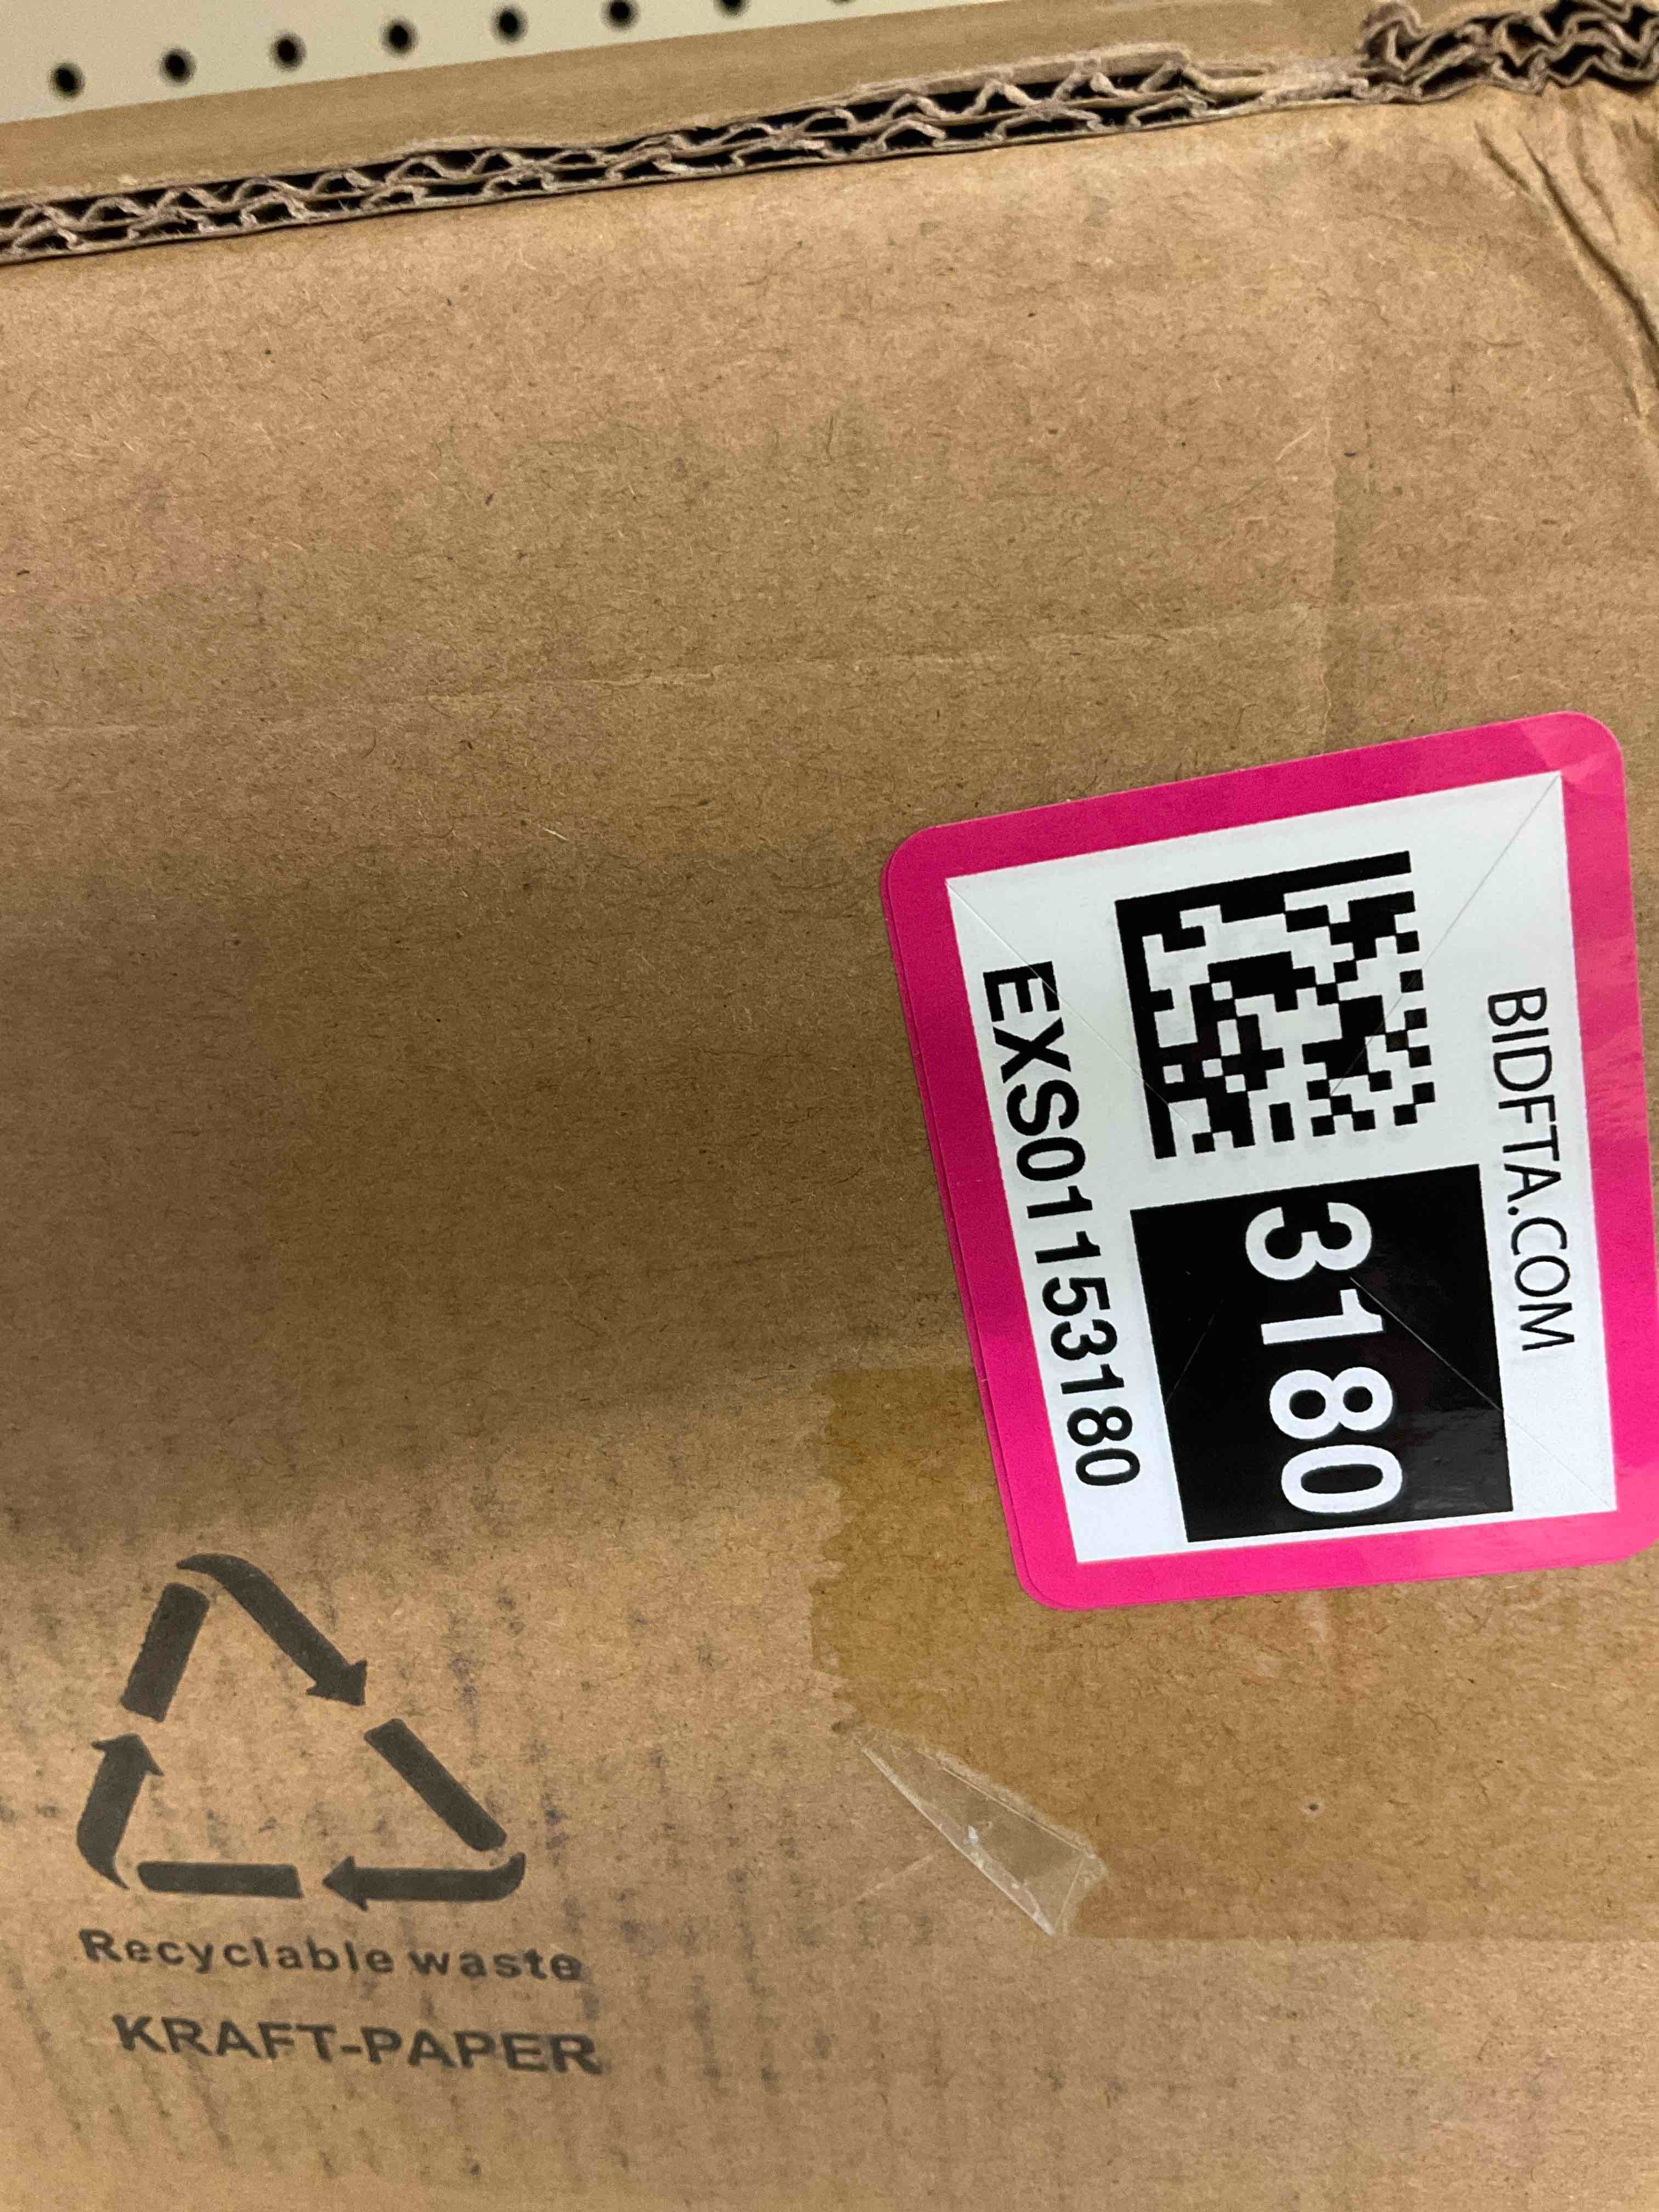 BIDFTA.COM
3180
EXS01153180
Recyclable waste
KRAFT-PAPER